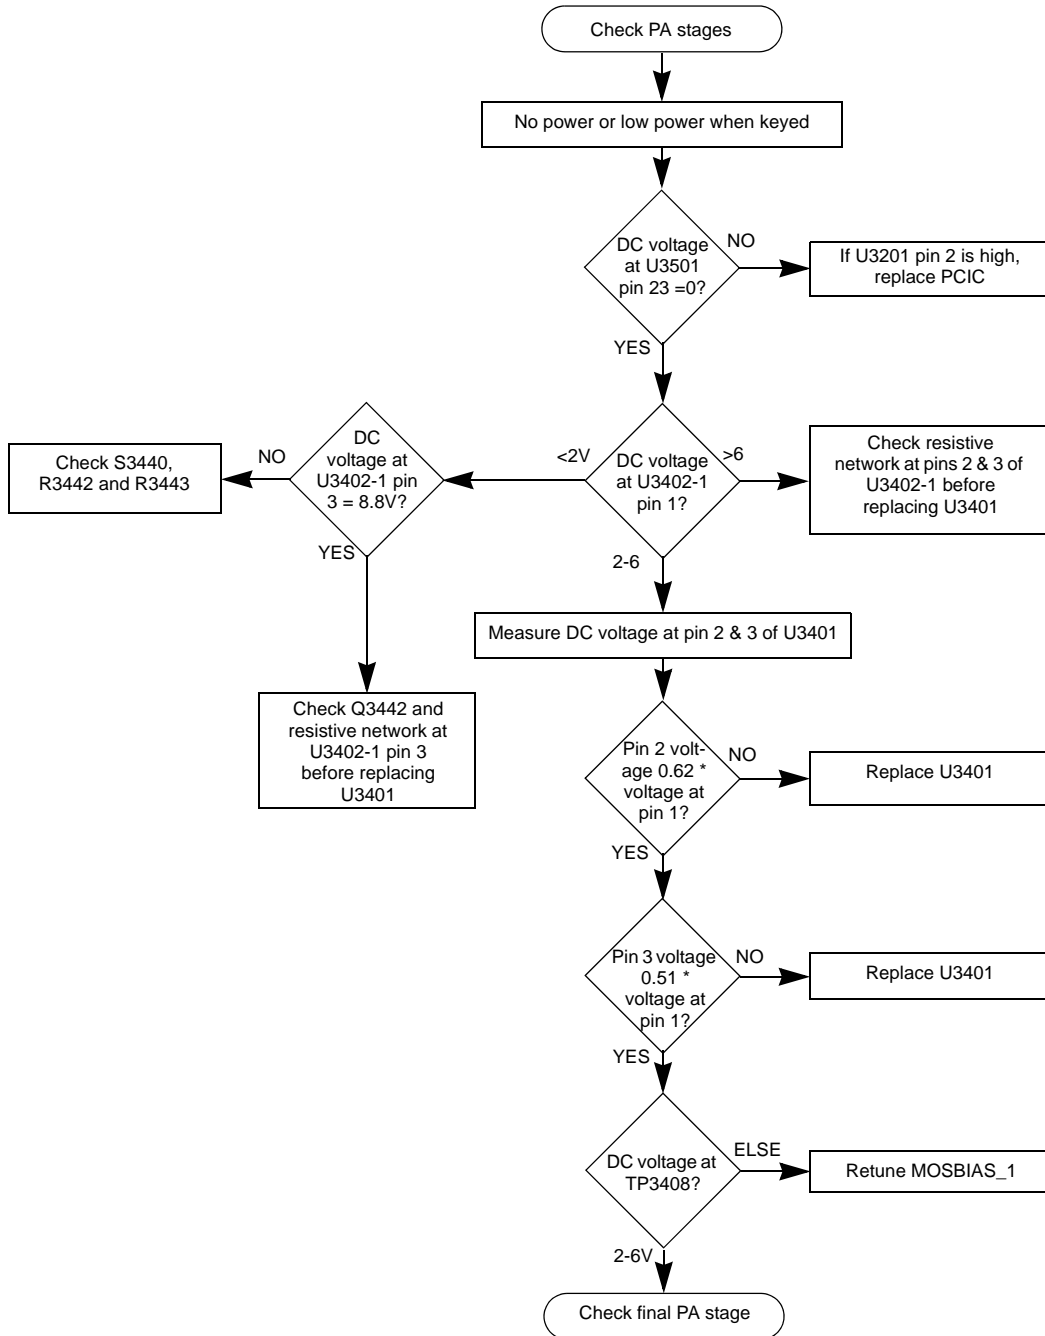 Check PA stages
No power or low power when keyed
DC voltage
at U3501
pin 23 =0?
NO
If U3201 pin 2 is high,
replace PCIC
YES
DC voltage
at U3402-1
pin 1?
<2V
>6
2-6
DC
voltage at
U3402-1 pin
3 = 8.8V?
NO
Check S3440,
R3442 and R3443
YES
Check Q3442 and
resistive network at
U3402-1 pin 3
before replacing
U3401
Check resistive
network at pins 2 & 3 of
U3402-1 before
replacing U3401
Measure DC voltage at pin 2 & 3 of U3401
Pin 2 volt-
age 0.62 *
voltage at
pin 1?
NO
Replace U3401
YES
Pin 3 voltage
0.51 *
voltage at
pin 1?
NO
Replace U3401
YES
DC voltage at
TP3408?
ELSE
Retune MOSBIAS_1
2-6V
Check final PA stage